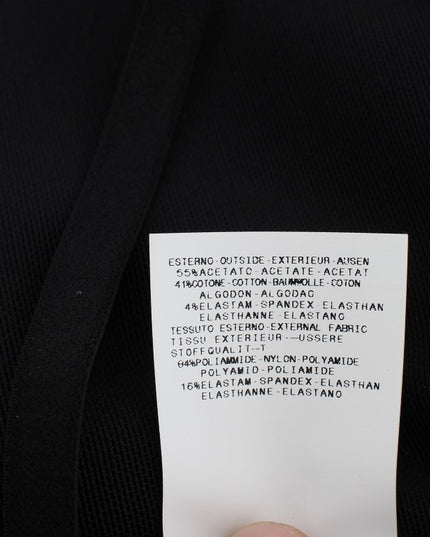 ESTERNO-OUTSIDE-EXTERIEUR-AUSEN
55%ACETATO-ACETATE-ACETAT
41%COTONE-COTTON-BAUMWOLLE-COTON
ALGODON-ALGODAO
4%ELASTAM-SPANDEX-ELASTHAN
ELASTHANNE-ELASTANO
TESSUTO ESTERNO-EXTERNAL FABRIC
TISSU EXTERIEUR-—USSERE
STOFFQUALIT-T
84%POLIAMMIDE-NYLON-POLYAMIDE
POLYAMID-POLIAMIDE
16%ELASTAM-SPANDEX-ELASTHAN
ELASTHANNE-ELASTANO